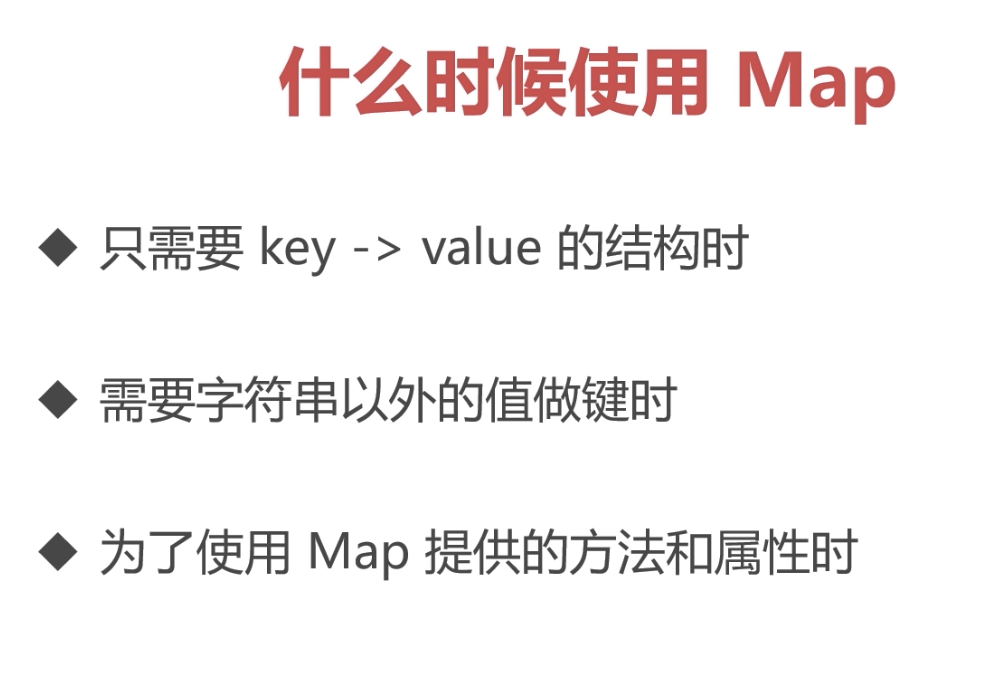 什么时候使用 Map
◆ 只需要 key -> value 的结构时
◆ 需要字符串以外的值做键时
◆ 为了使用 Map 提供的方法和属性时